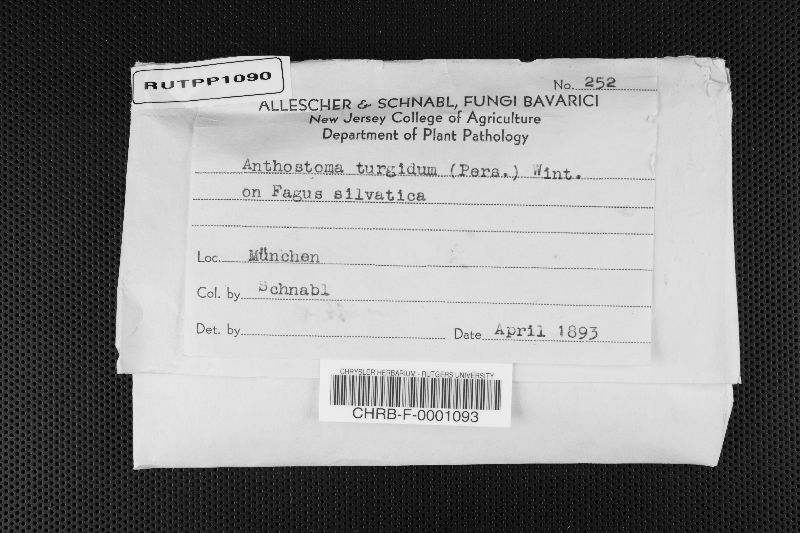 RUTPP1090
No. 252
ALLESCHER & SCHNABL, FUNGI BAVARICI
New Jersey College of Agriculture
Department of Plant Pathology
Anthostoma turgidum (Pers.) Wint.
on Fagus silvatica
Loc. München
Col. by Schnabl
Det. by
Date April 1893
CHRYSLER HERBARIUM - RUTGERS UNIVERSITY
CHRB-F-0001093